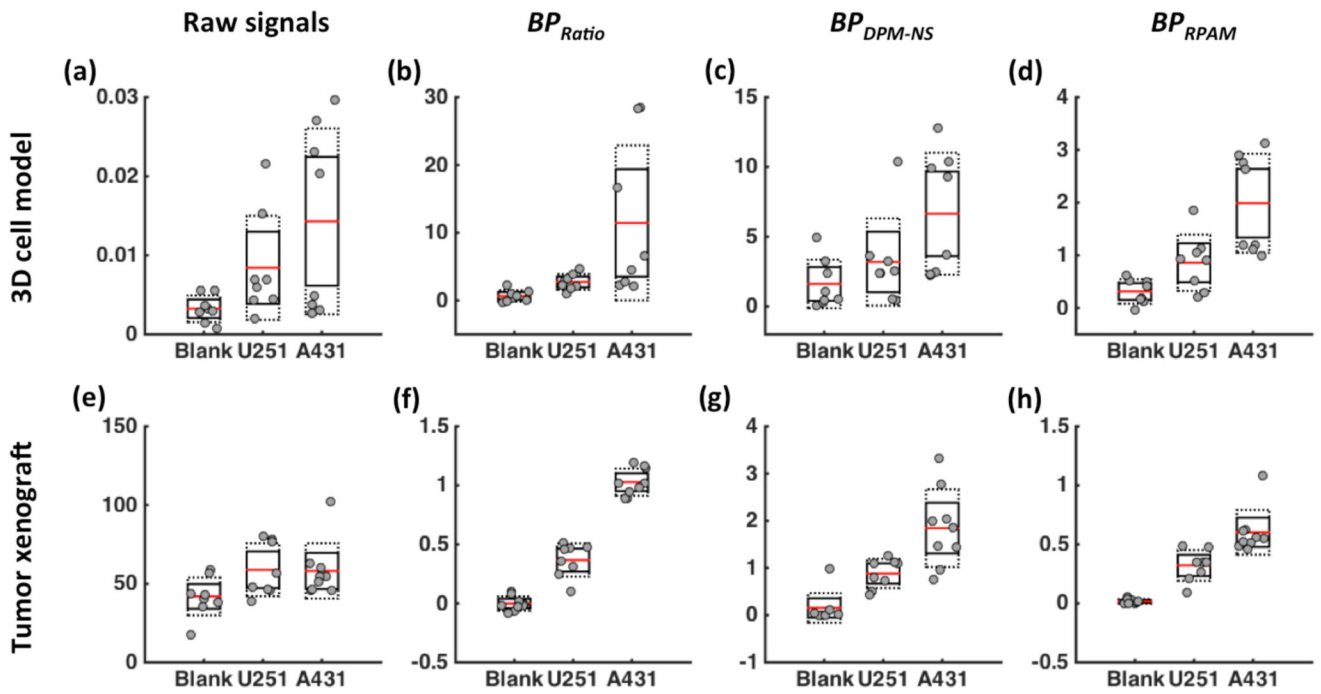 Raw signals BP_Ratio BP_DPM-NS BP_RPAM
3D cell model
(a) (b) (c) (d)
0.03
0.02
0.01
0
Blank U251 A431
30
20
10
0
Blank U251 A431
15
10
5
0
Blank U251 A431
4
3
2
1
0
Blank U251 A431
Tumor xenograft
(e) (f) (g) (h)
150
100
50
0
Blank U251 A431
1.5
1
0.5
0
-0.5
Blank U251 A431
4
3
2
1
0
-1
Blank U251 A431
1.5
1
0.5
0
-0.5
Blank U251 A431